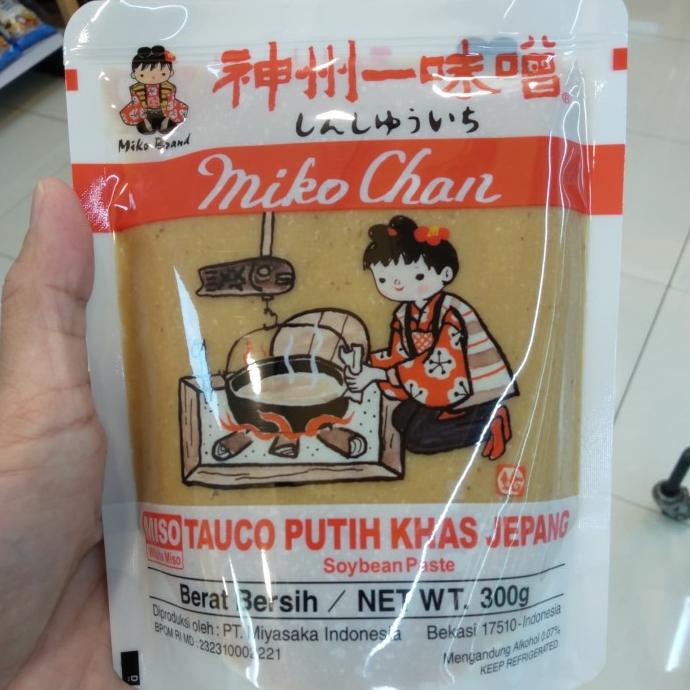 神州一味噌®
しんしゅういち
Miko Brand
Miko Chan
MISO
White Miso
TAUCO PUTIH KHAS JEPANG
Soybean Paste
Berat Bersih / NET WT. 300g
Diproduksi oleh : PT. Miyasaka Indonesia Bekasi 17510-Indonesia
BPOM RI MD : 232310002221
Mengandung Alkohol 0.07%
KEEP REFRIGERATED